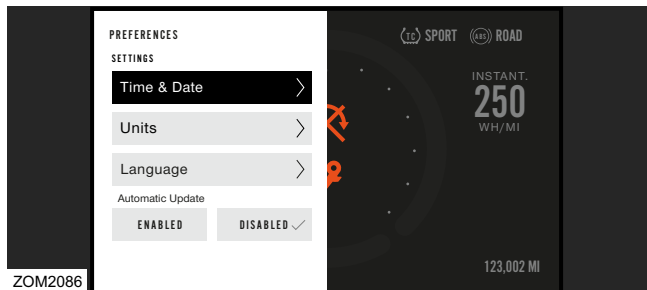 PREFERENCES
SETTINGS
Time & Date
Units
Language
Automatic Update
ENABLED DISABLED
TC SPORT ABS ROAD
INSTANT.
250
WH/MI
123,002 MI
ZOM2086